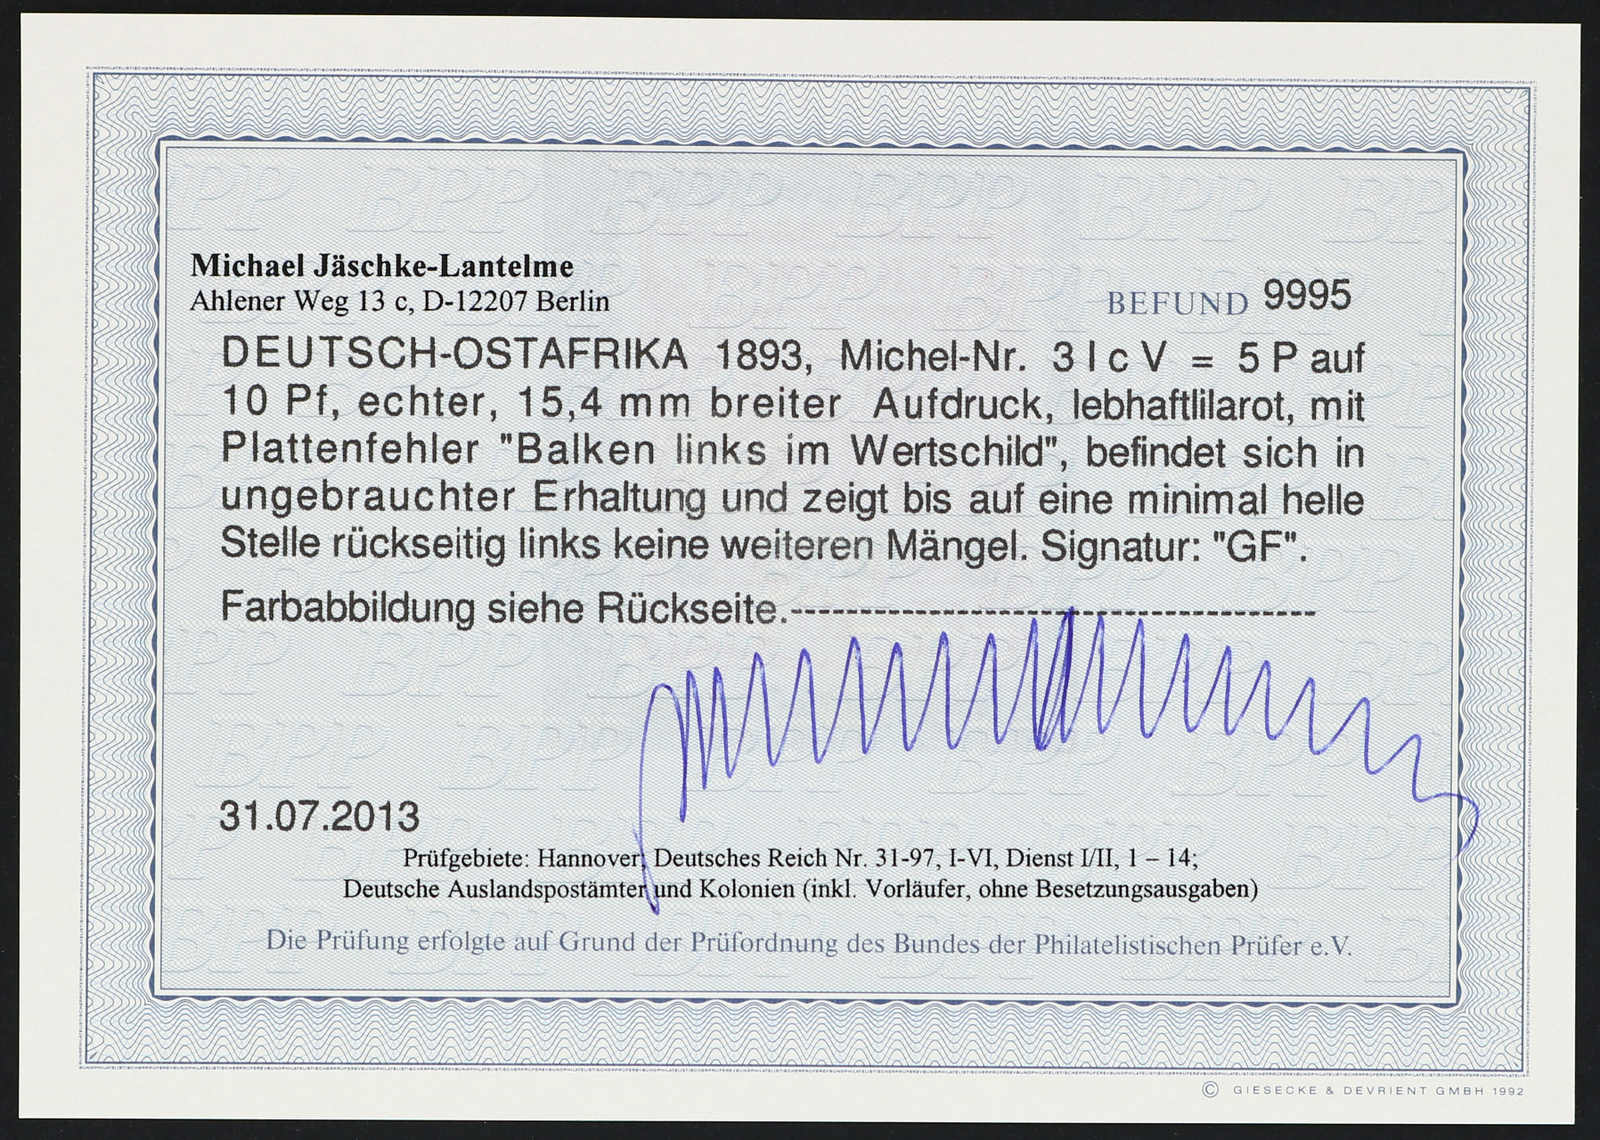 Michael Jäschke-Lantelme
Ahlener Weg 13 c, D-12207 Berlin
BEFUND 9995
DEUTSCH-OSTAFRIKA 1893, Michel-Nr. 3 I c V = 5 P auf
10 Pf, echter, 15,4 mm breiter Aufdruck, lebhaftlilarot, mit
Plattenfehler "Balken links im Wertschild", befindet sich in
ungebrauchter Erhaltung und zeigt bis auf eine minimal helle
Stelle rückseitig links keine weiteren Mängel. Signatur: "GF".
Farbabbildung siehe Rückseite.--------------------------------------
31.07.2013
Prüfgebiete: Hannover, Deutsches Reich Nr. 31-97, I-VI, Dienst I/II, 1 – 14;
Deutsche Auslandspostämter und Kolonien (inkl. Vorläufer, ohne Besetzungsausgaben)
Die Prüfung erfolgte auf Grund der Prüfordnung des Bundes der Philatelistischen Prüfer e.V.
© GIESECKE & DEVRIENT GMBH 1992